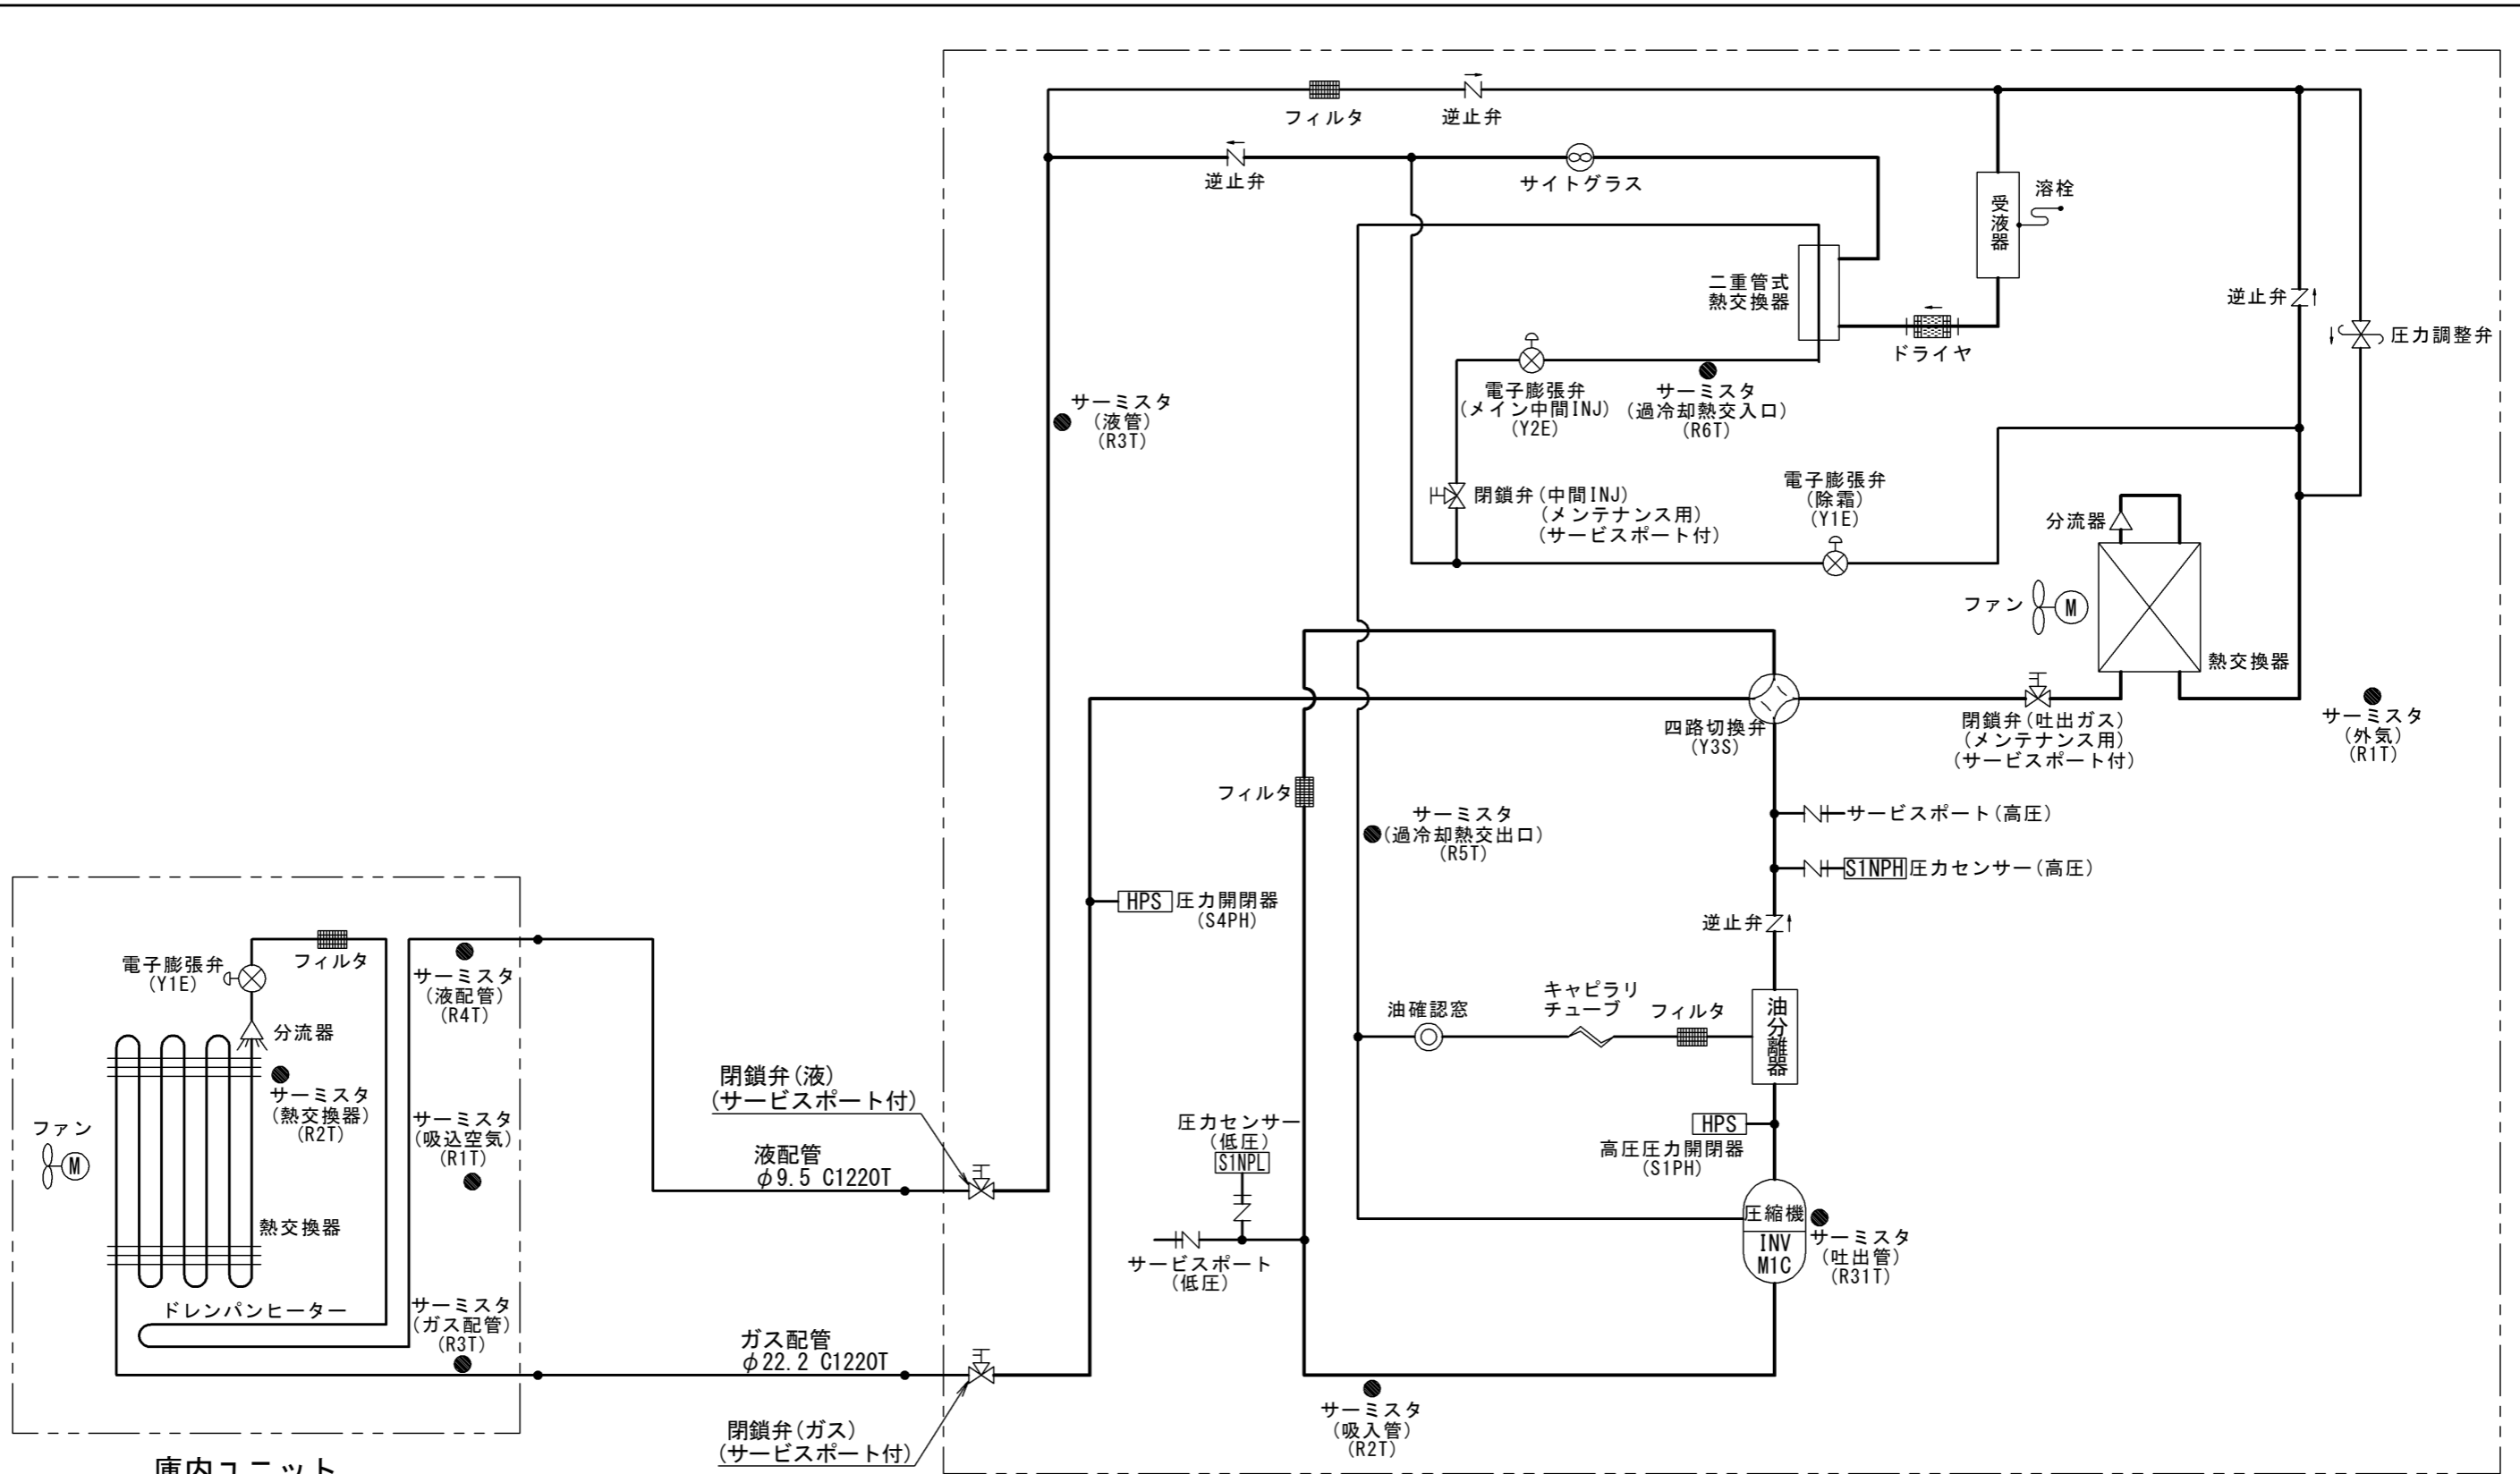 フィルタ
逆止弁
逆止弁
サイトグラス
受液器
溶栓
二重管式
熱交換器
ドライヤ
逆止弁
圧力調整弁
サーミスタ
(液管)
(R3T)
電子膨張弁
(メイン中間INJ)
(Y2E)
サーミスタ
(過冷却熱交入口)
(R6T)
閉鎖弁(中間INJ)
(メンテナンス用)
(サービスポート付)
電子膨張弁
(除霜)
(Y1E)
分流器
ファン
M
熱交換器
四路切換弁
(Y3S)
閉鎖弁(吐出ガス)
(メンテナンス用)
(サービスポート付)
サーミスタ
(外気)
(R1T)
フィルタ
サーミスタ
(過冷却熱交出口)
(R5T)
サービスポート(高圧)
S1NPH 圧力センサー(高圧)
HPS 圧力開閉器
(S4PH)
逆止弁
油確認窓
キャピラリ
チューブ
フィルタ
油分離器
圧力センサー
(低圧)
S1NPL
HPS
高圧圧力開閉器
(S1PH)
圧縮機
INV
M1C
サーミスタ
(吐出管)
(R31T)
サービスポート
(低圧)
サーミスタ
(吸入管)
(R2T)
電子膨張弁
(Y1E)
フィルタ
サーミスタ
(液配管)
(R4T)
分流器
サーミスタ
(熱交換器)
(R2T)
サーミスタ
(吸込空気)
(R1T)
ファン
M
熱交換器
ドレンパンヒーター
サーミスタ
(ガス配管)
(R3T)
閉鎖弁(液)
(サービスポート付)
液配管
φ9.5 C1220T
ガス配管
φ22.2 C1220T
閉鎖弁(ガス)
(サービスポート付)
庫内ユニット